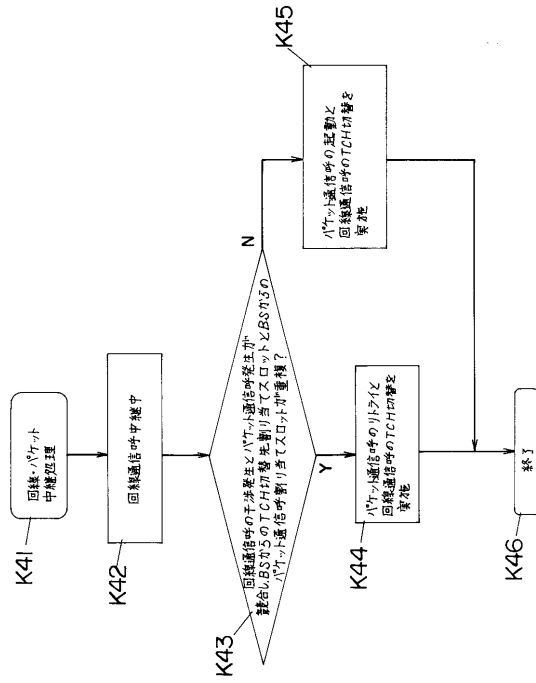 K41
回線・パケット
中継処理
K42
回線通信呼中継中
K43
回線通信呼の干渉発生とパケット通信呼発生が
競合し、BSからのTCH切替先割り当てスロットとBSからの
パケット通信呼割り当てスロットが重複?
Y
N
K44
パケット通信呼のリトライと
回線通信呼のTCH切替を
実施
K45
パケット通信呼の起動と
回線通信呼のTCH切替を
実施
K46
終了